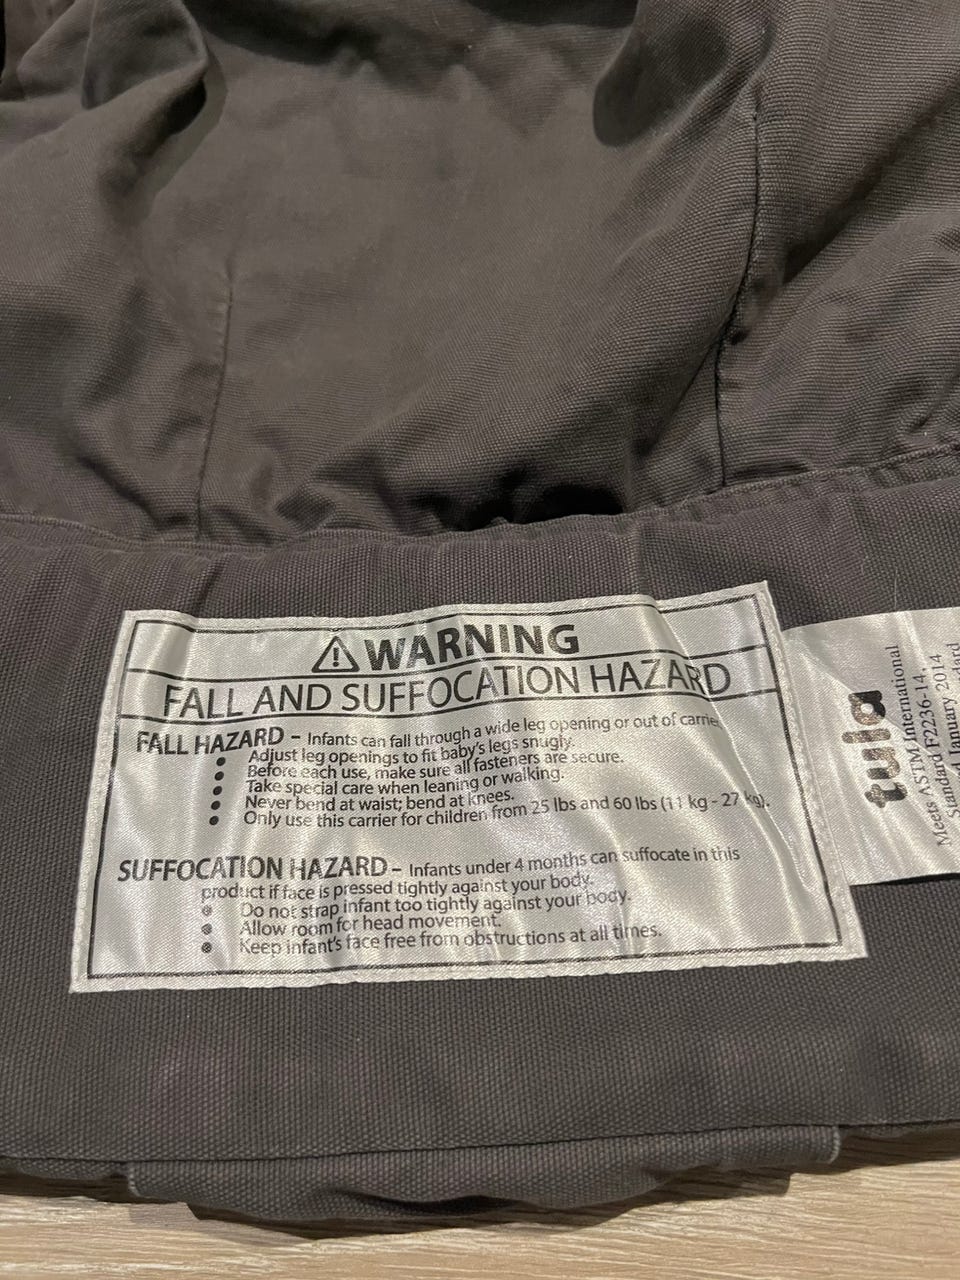 WARNING
FALL AND SUFFOCATION HAZARD
FALL HAZARD – Infants can fall through a wide leg opening or out of carrier
• Adjust leg openings to fit baby's legs snugly.
• Before each use, make sure all fasteners are secure.
• Take special care when leaning or walking.
• Never bend at waist; bend at knees.
• Only use this carrier for children from 25 lbs and 60 lbs (11 kg - 27 kg).
SUFFOCATION HAZARD – Infants under 4 months can suffocate in this
product if face is pressed tightly against your body.
• Do not strap infant too tightly against your body.
• Allow room for head movement.
• Keep infant's face free from obstructions at all times.
tula
Meets ASTM International
Standard F2236-14,
January 2014